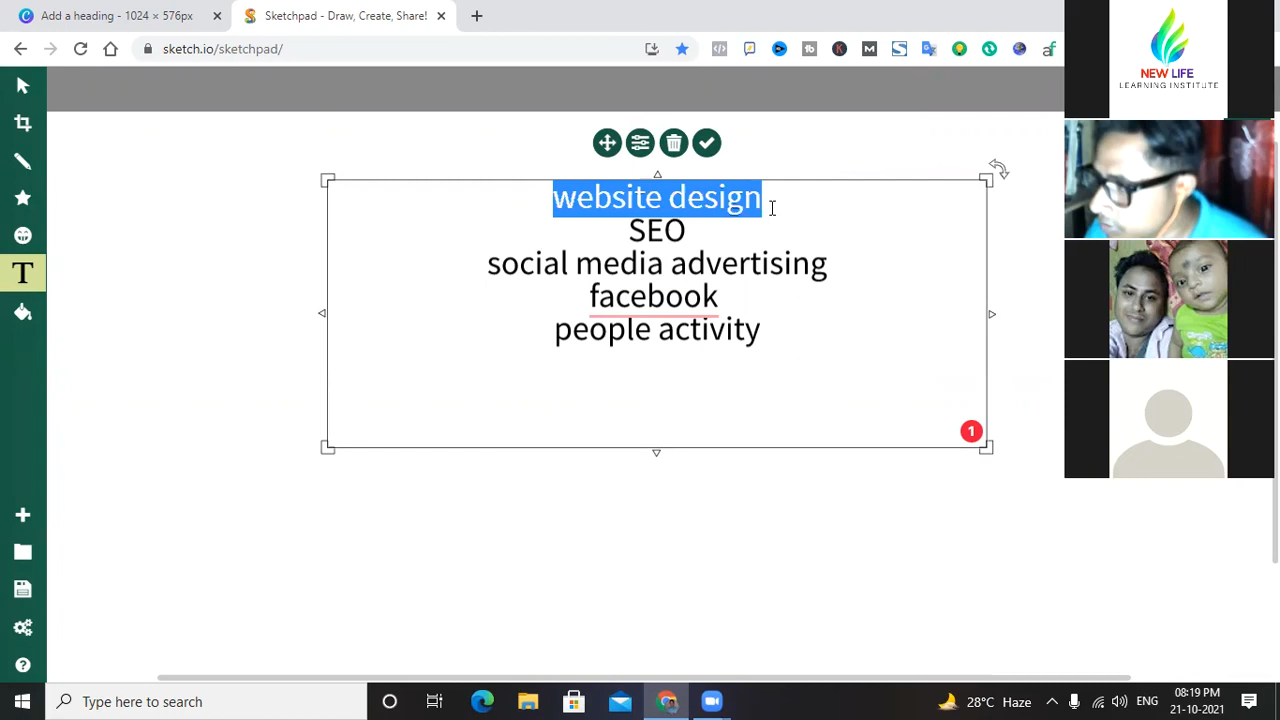 Add a heading - 1024 × 576px
Sketchpad - Draw, Create, Share!
sketch.io/sketchpad/
NEW LIFE
LEARNING INSTITUTE
website design
SEO
social media advertising
facebook
people activity
1
T
Type here to search
28°C Haze
ENG
08:19 PM
21-10-2021